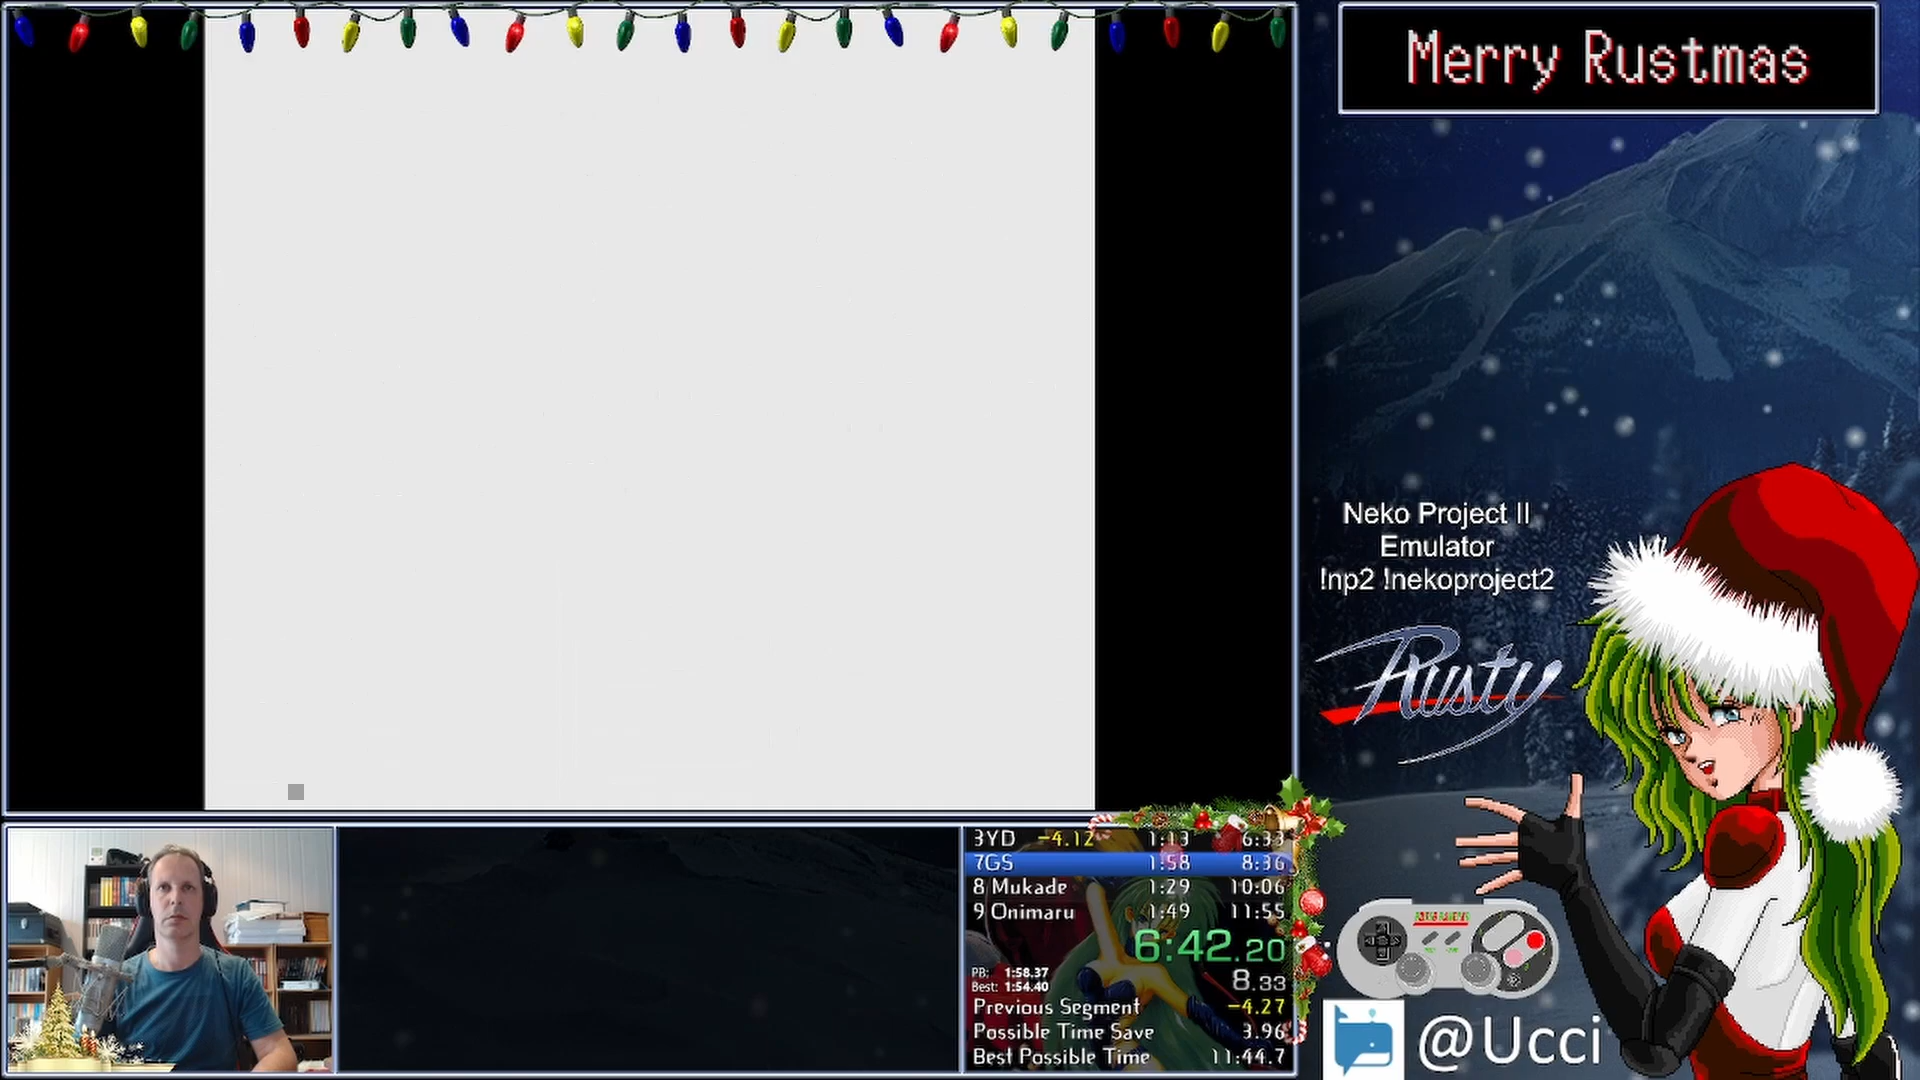 Merry Rustmas
Neko Project II
Emulator
!np2 !nekoproject2
Rusty
3YD -4.12 1:13 6:33
7GS 1:58 8:36
8 Mukade 1:29 10:06
9 Onimaru 1:49 11:55
6:42.20
PB: 1:58.37
Best: 1:54.40
8.33
Previous Segment -4.27
Possible Time Save 3.96
Best Possible Time 11:44.7
@Ucci